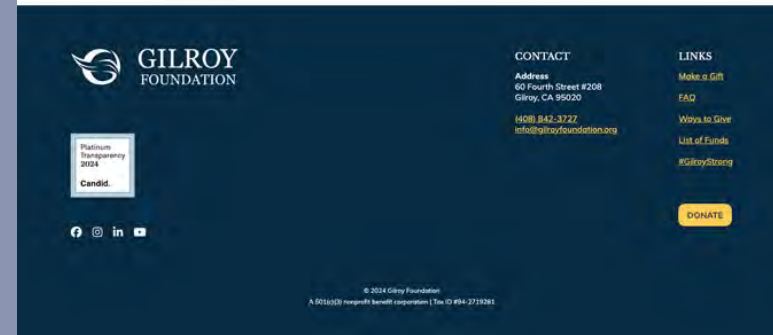 GILROY
FOUNDATION
Platinum
Transparency
2024
Candid.
CONTACT
Address
60 Fourth Street #208
Gilroy, CA 95020
(408) 842-3727
info@gilroyfoundation.org
LINKS
Make a Gift
FAQ
Ways to Give
List of Funds
#GilroyStrong
DONATE
© 2024 Gilroy Foundation
A 501(c)(3) nonprofit benefit corporation | Tax ID #94-2719281